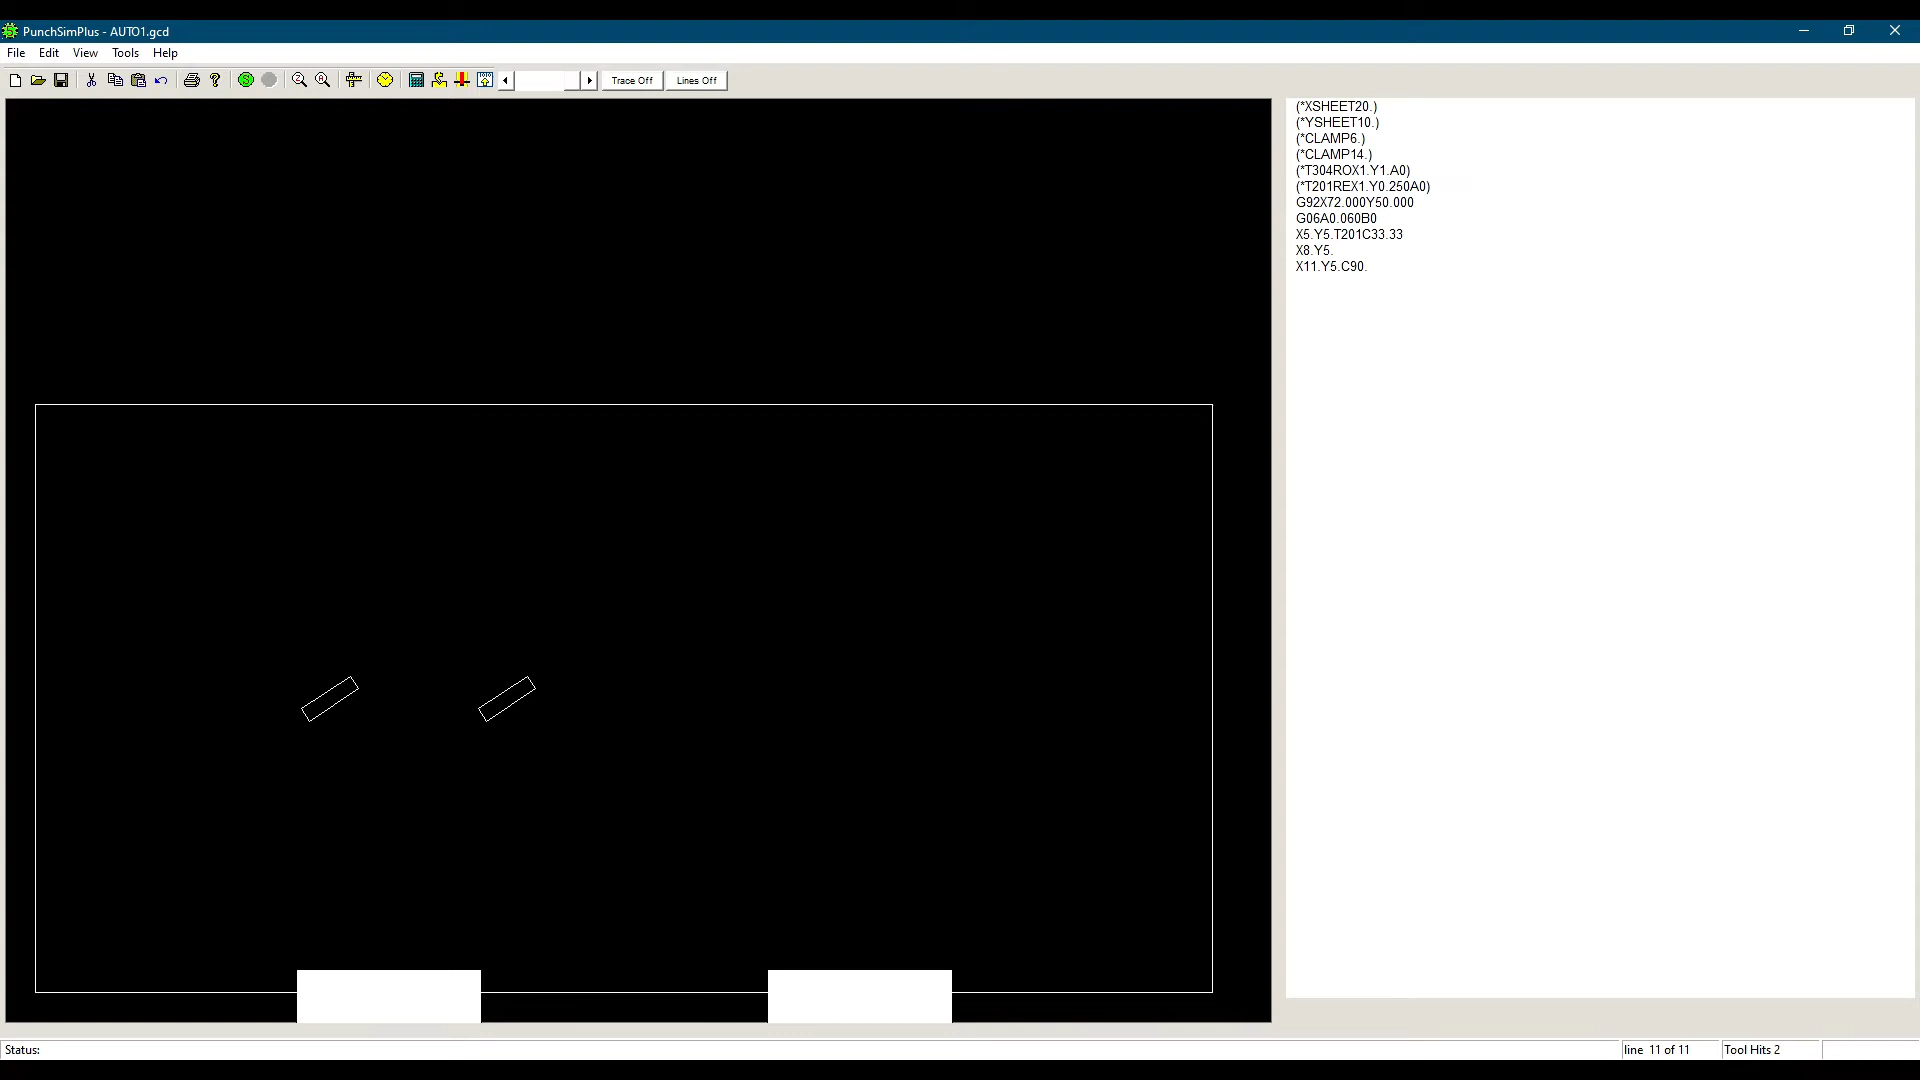 PunchSimPlus - AUTO1.gcd
File Edit View Tools Help
Trace Off Lines Off
(*XSHEET20.)
(*YSHEET10.)
(*CLAMP6.)
(*CLAMP14.)
(*T304ROX1.Y1.A0)
(*T201REX1.Y0.250A0)
G92X72.000Y50.000
G06A0.060B0
X5.Y5.T201C33.33
X8.Y5.
X11.Y5.C90.
Status: line 11 of 11 Tool Hits 2